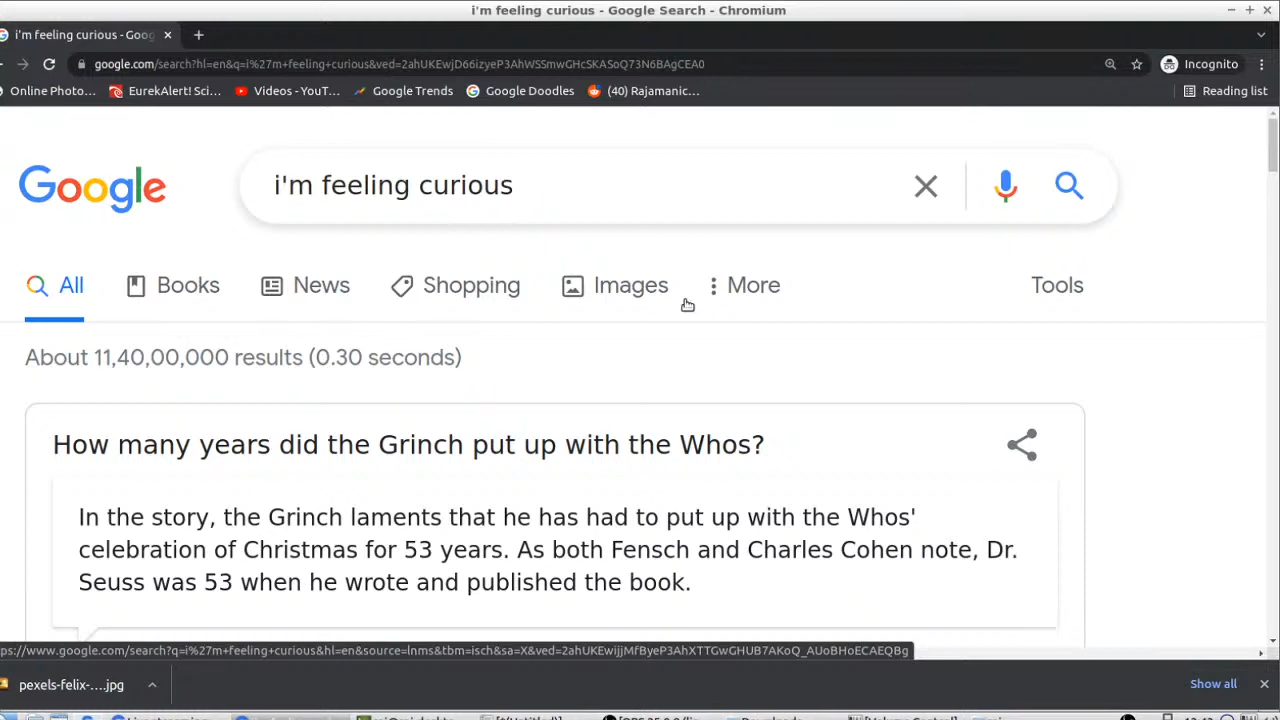 i'm feeling curious - Google Search - Chromium
i'm feeling curious - Goog
google.com/search?hl=en&q=i%27m+feeling+curious&ved=2ahUKEwjD66izyeP3AhWSSmwGHcSKASoQ73N6BAgCEA0
Incognito
Online Photo... EurekAlert! Sci... Videos - YouT... Google Trends Google Doodles (40) Rajamanic... Reading list
Google
i'm feeling curious
All Books News Shopping Images More Tools
About 11,40,00,000 results (0.30 seconds)
How many years did the Grinch put up with the Whos?
In the story, the Grinch laments that he has had to put up with the Whos'
celebration of Christmas for 53 years. As both Fensch and Charles Cohen note, Dr.
Seuss was 53 when he wrote and published the book.
ps://www.google.com/search?q=i%27m+feeling+curious&hl=en&source=lnms&tbm=isch&sa=X&ved=2ahUKEwijjMfByeP3AhXTTGwGHUB7AKoQ_AUoBHoECAEQBg
pexels-felix-....jpg Show all